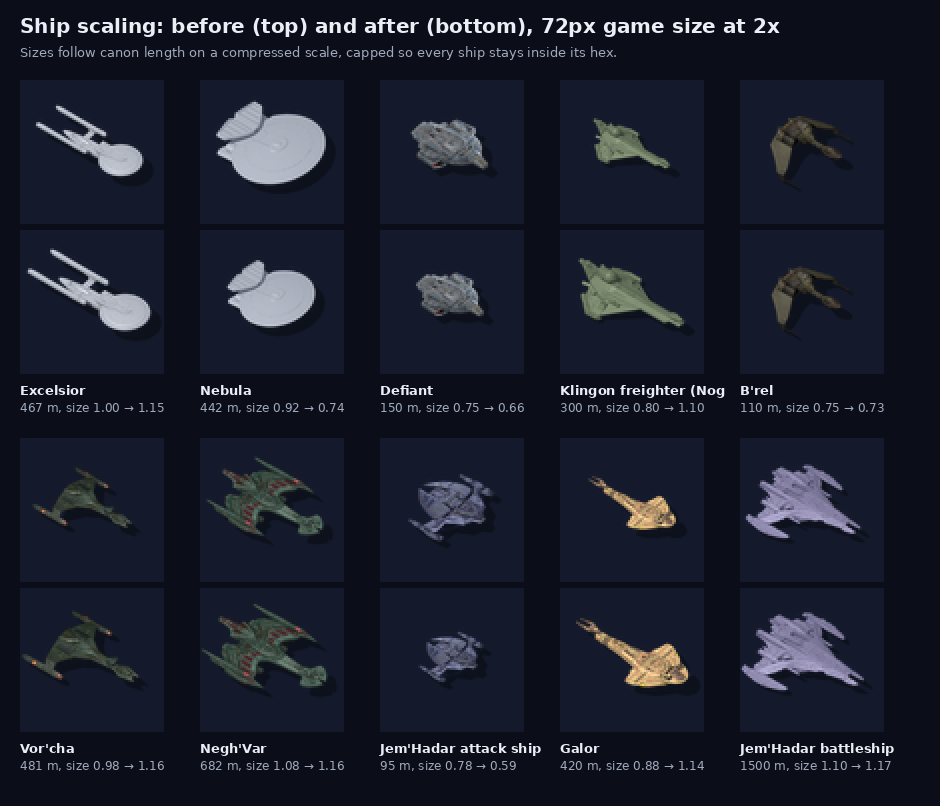 Ship scaling: before (top) and after (bottom), 72px game size at 2x
Sizes follow canon length on a compressed scale, capped so every ship stays inside its hex.
Excelsior
467 m, size 1.00 → 1.15
Nebula
442 m, size 0.92 → 0.74
Defiant
150 m, size 0.75 → 0.66
Klingon freighter (Nog
300 m, size 0.80 → 1.10
B'rel
110 m, size 0.75 → 0.73
Vor'cha
481 m, size 0.98 → 1.16
Negh'Var
682 m, size 1.08 → 1.16
Jem'Hadar attack ship
95 m, size 0.78 → 0.59
Galor
420 m, size 0.88 → 1.14
Jem'Hadar battleship
1500 m, size 1.10 → 1.17